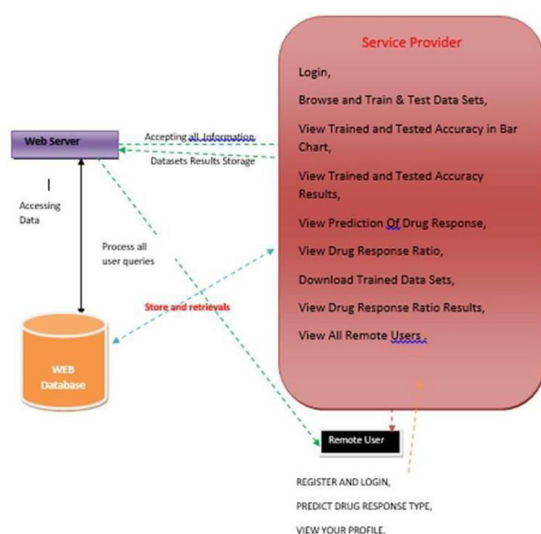 Service Provider
Login,
Browse and Train & Test Data Sets,
View Trained and Tested Accuracy in Bar
Chart,
View Trained and Tested Accuracy
Results,
View Prediction Of Drug Response,
View Drug Response Ratio,
Download Trained Data Sets,
View Drug Response Ratio Results,
View All Remote Users ,
Web Server
Accepting all Information
Datasets Results Storage
Accessing
Data
Process all
user queries
Store and retrievals
WEB
Database
Remote User
REGISTER AND LOGIN,
PREDICT DRUG RESPONSE TYPE,
VIEW YOUR PROFILE.